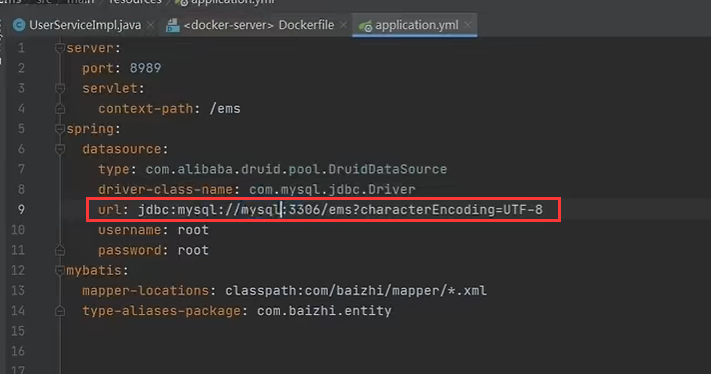 ms › src › main › resources › application.yml
UserServiceImpl.java × <docker-server> Dockerfile × application.yml ×
1 server:
2 port: 8989
3 servlet:
4 context-path: /ems
5 spring:
6 datasource:
7 type: com.alibaba.druid.pool.DruidDataSource
8 driver-class-name: com.mysql.jdbc.Driver
9 url: jdbc:mysql://mysql:3306/ems?characterEncoding=UTF-8
10 username: root
11 password: root
12 mybatis:
13 mapper-locations: classpath:com/baizhi/mapper/*.xml
14 type-aliases-package: com.baizhi.entity
15
16
17